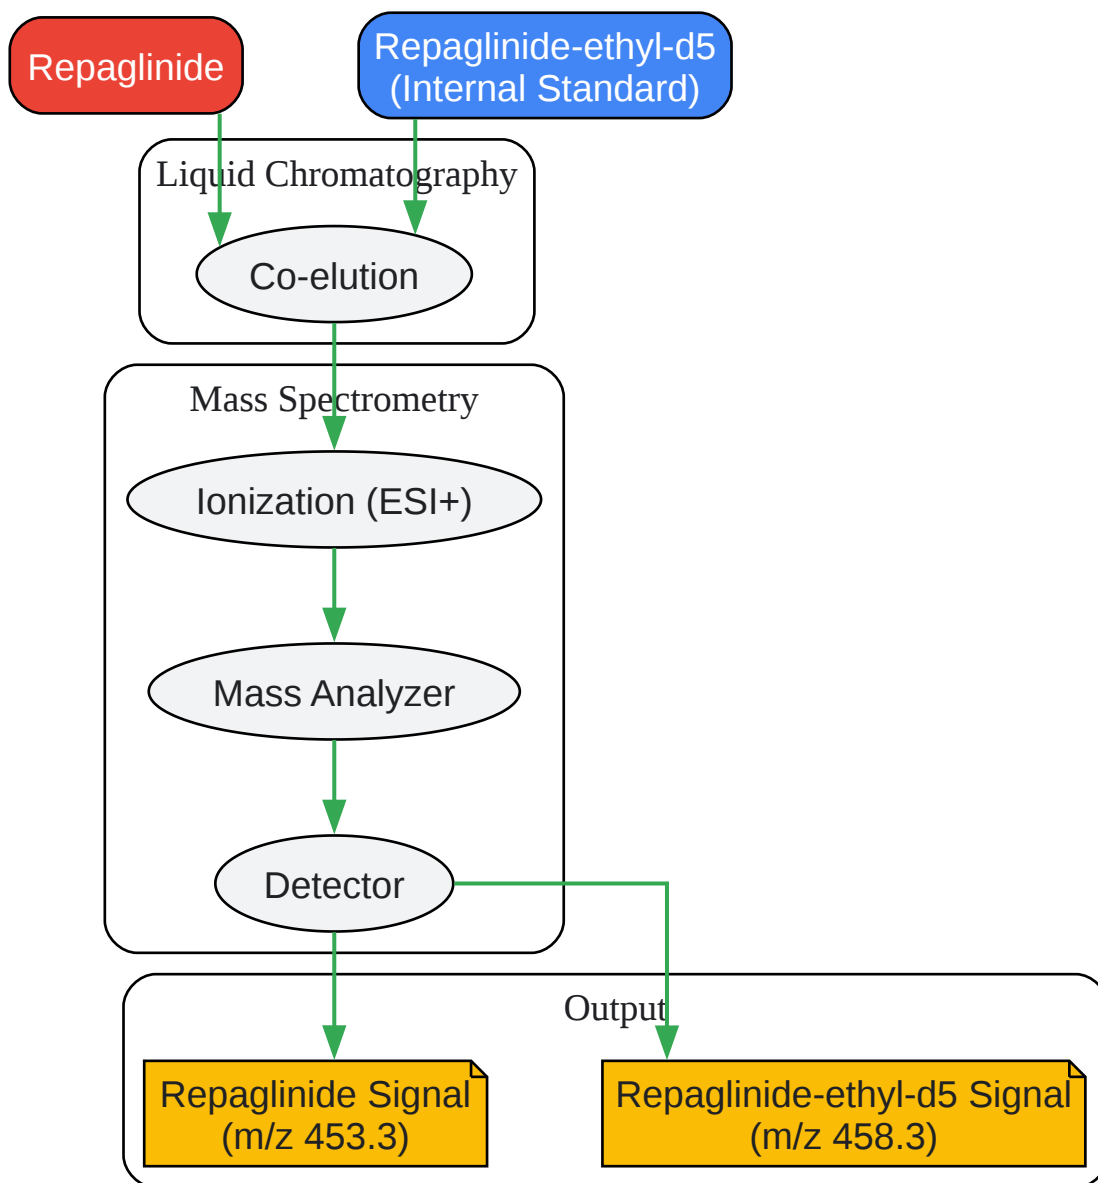 Repaglinide
Repaglinide-ethyl-d5
(Internal Standard)
Liquid Chromatography
Co-elution
Mass Spectrometry
Ionization (ESI+)
Mass Analyzer
Detector
Output
Repaglinide Signal
(m/z 453.3)
Repaglinide-ethyl-d5 Signal
(m/z 458.3)